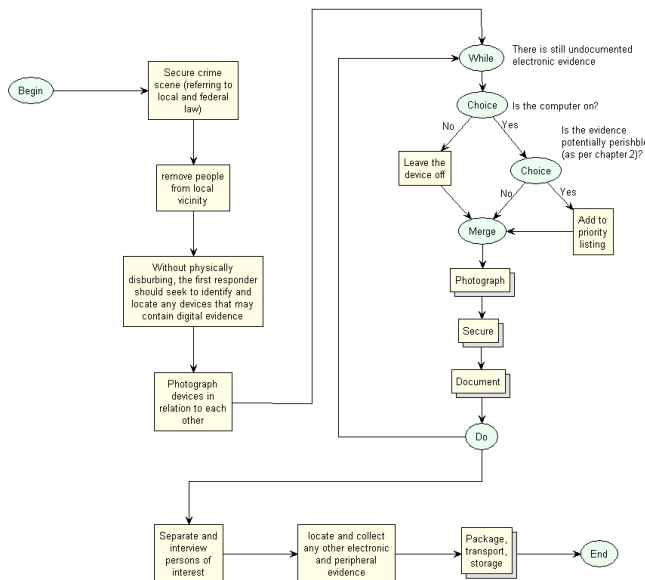 Begin
Secure crime
scene (referring to
local and federal
law)
remove people
from local
vicinity
Without physically
disburbing, the first responder
should seek to identify and
locate any devices that may
contain digital evidence
Photograph
devices in
relation to each
other
While
There is still undocumented
electronic evidence
Choice
Is the computer on?
No
Yes
Leave the
device off
Is the evidence
potentially perishble
(as per chapter 2)?
Choice
No
Yes
Add to
priority
listing
Merge
Photograph
Secure
Document
Do
Separate and
interview
persons of
interest
locate and collect
any other electronic
and peripheral
evidence
Package,
transport,
storage
End